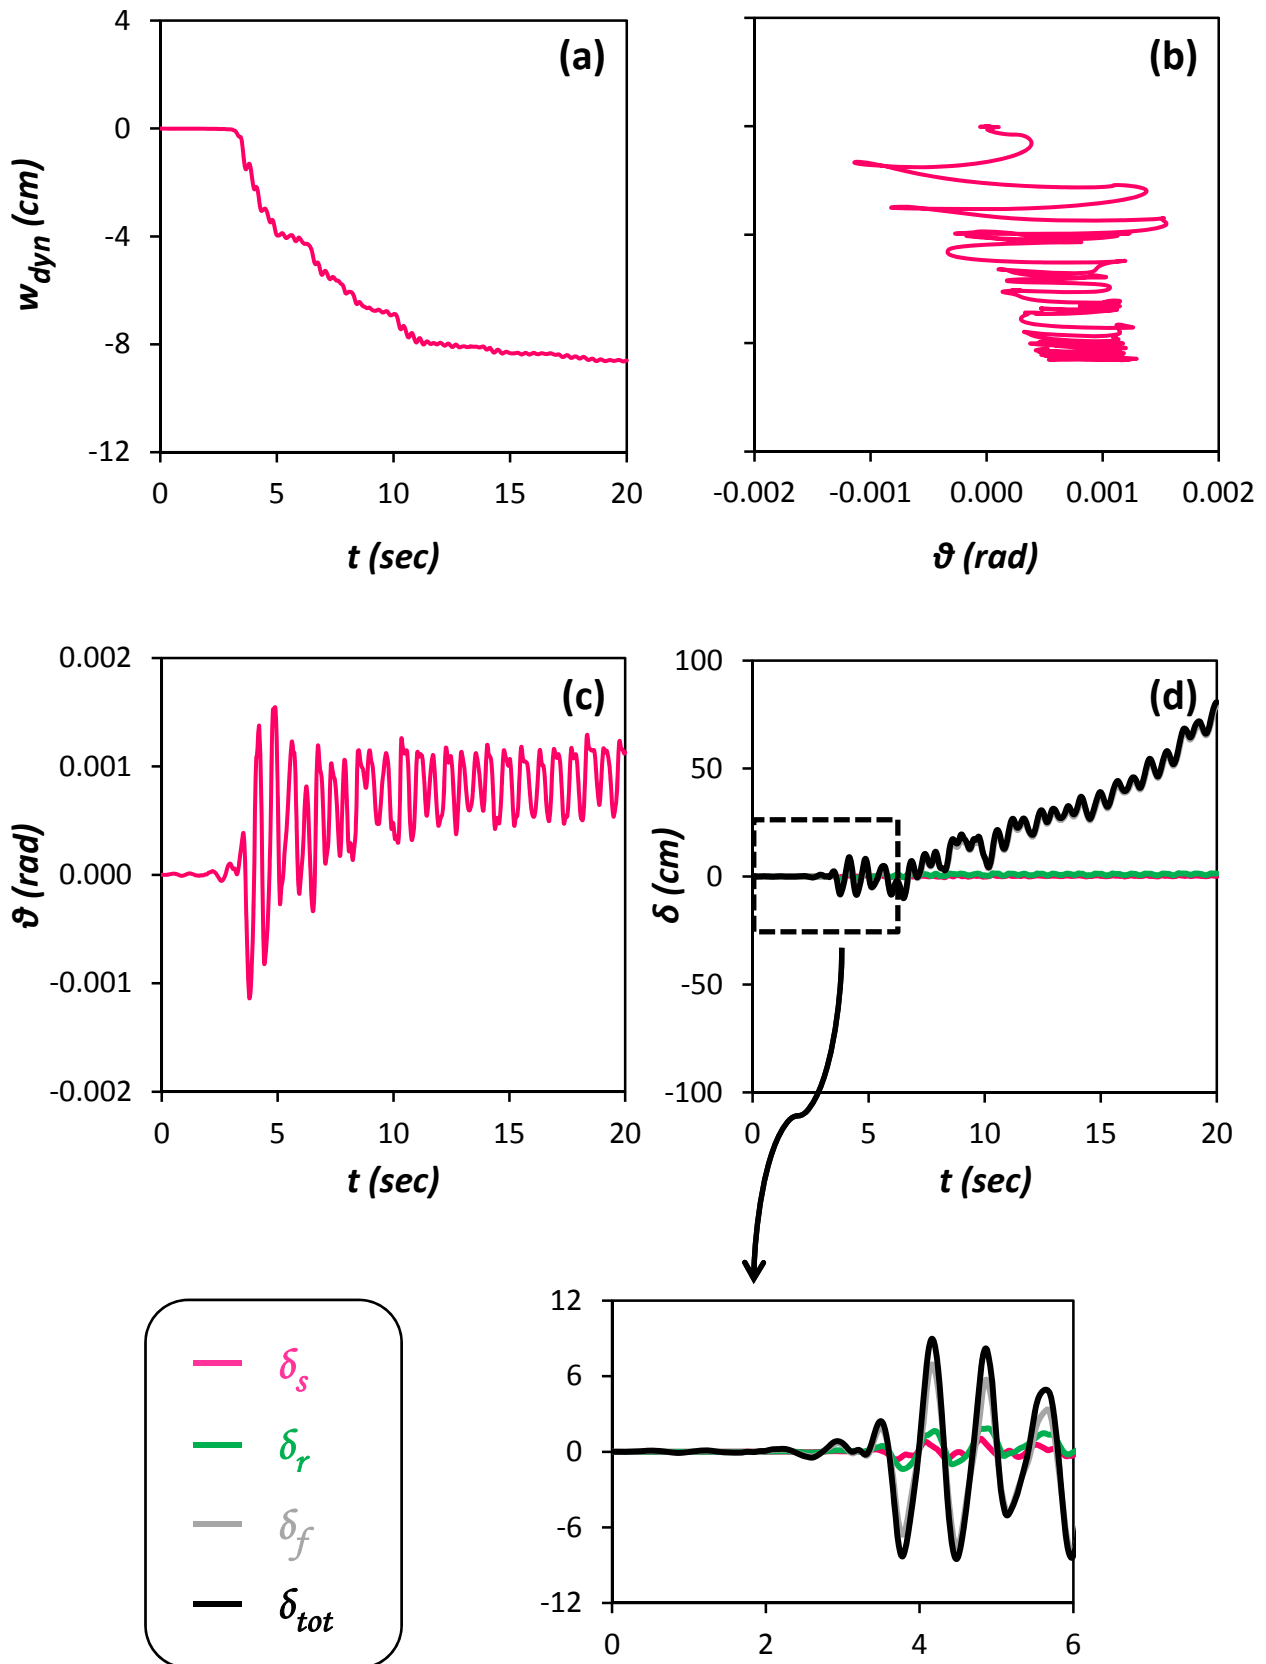 (a)
4
0
-4
-8
-12
w_dyn (cm)
0 5 10 15 20
t (sec)
(b)
-0.002 -0.001 0.000 0.001 0.002
ϑ (rad)
(c)
0.002
0.001
0.000
-0.001
-0.002
ϑ (rad)
0 5 10 15 20
t (sec)
(d)
100
50
0
-50
-100
δ (cm)
0 5 10 15 20
t (sec)
δ_s
δ_r
δ_f
δ_tot
12
6
0
-6
-12
0 2 4 6